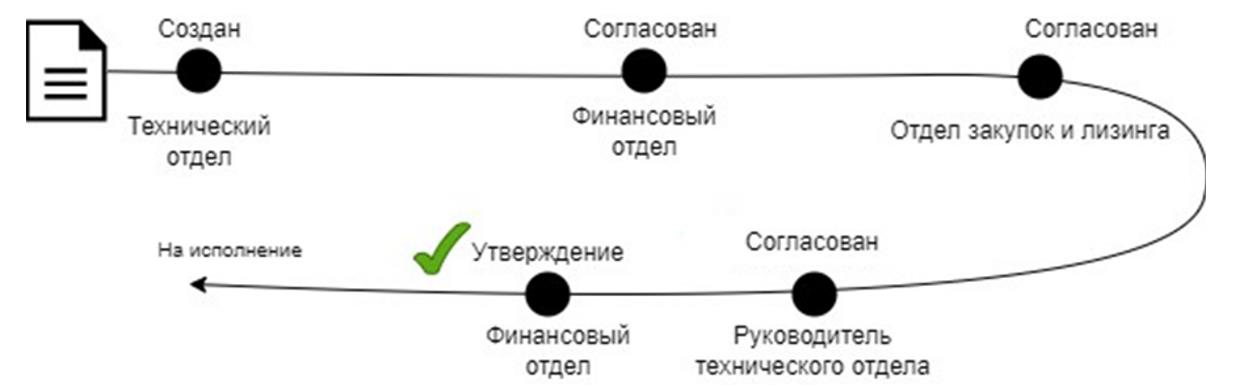 Создан
Технический
отдел
Согласован
Финансовый
отдел
Согласован
Отдел закупок и лизинга
Согласован
Руководитель
технического отдела
Утверждение
Финансовый
отдел
На исполнение